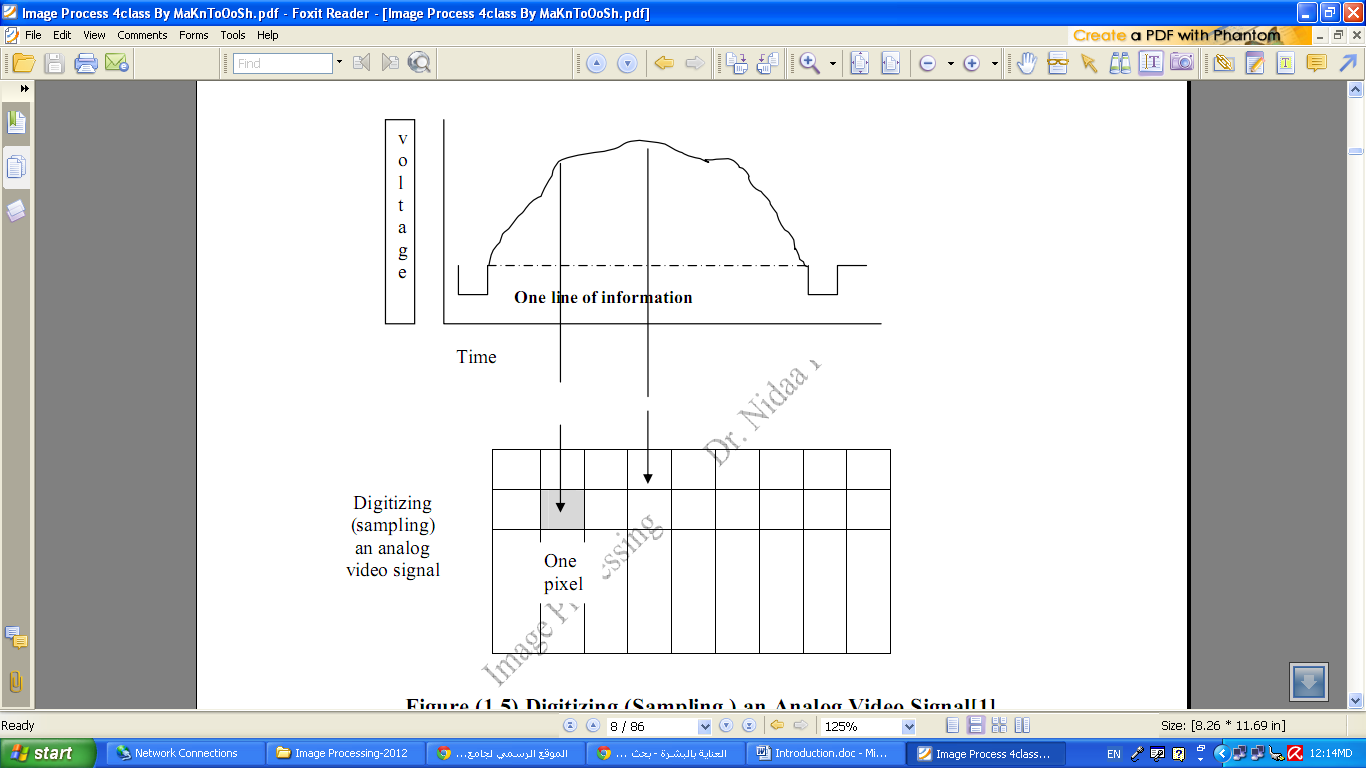 Image Process 4class By MaKnToOoSh.pdf - Foxit Reader - [Image Process 4class By MaKnToOoSh.pdf]
File Edit View Comments Forms Tools Help
Create a PDF with Phantom
Find
voltage
One line of information
Time
Dr. Nidaa
Digitizing
(sampling)
an analog
video signal
One
pixel
Image
Figure (1.5) Digitizing (Sampling ) an Analog Video Signal[1]
Ready
8 / 86
125%
Size: [8.26 * 11.69 in]
start
Network Connections
Image Processing-2012
الموقع الرسمي لجامع...
العناية بالبشرة - بحث ...
Introduction.doc - Mi...
Image Process 4class...
EN
12:14MD